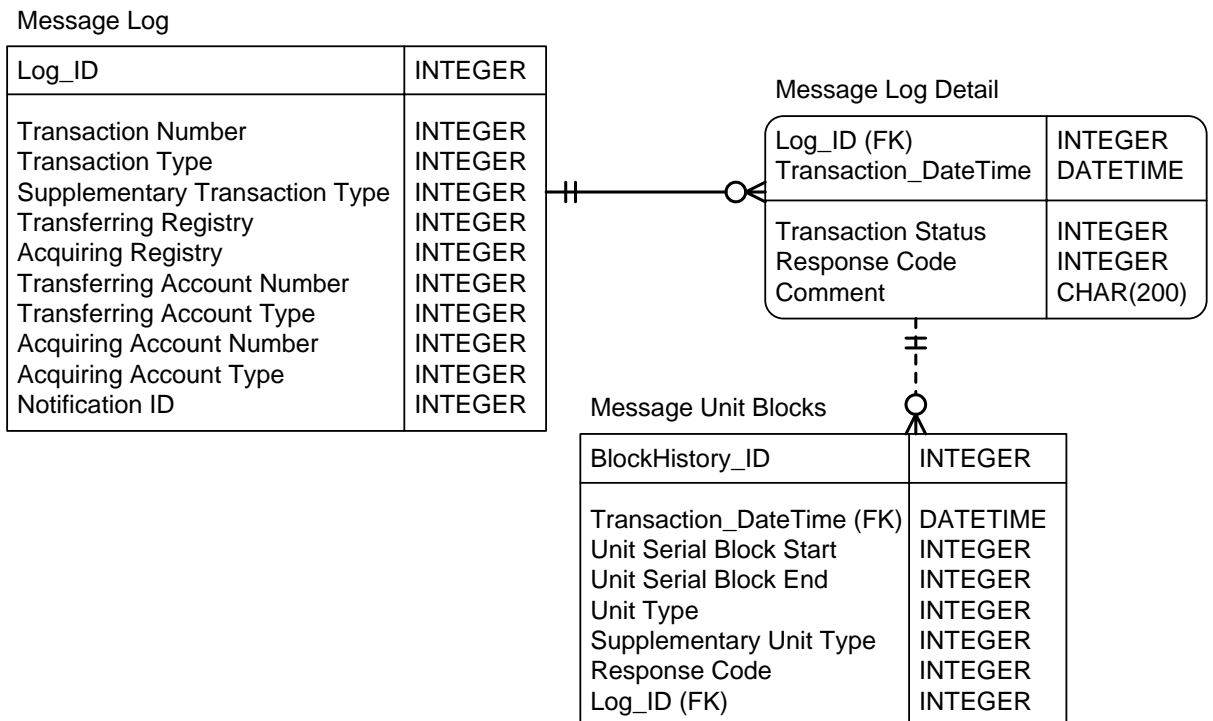 Message Log
Log_ID INTEGER
Transaction Number INTEGER
Transaction Type INTEGER
Supplementary Transaction Type INTEGER
Transferring Registry INTEGER
Acquiring Registry INTEGER
Transferring Account Number INTEGER
Transferring Account Type INTEGER
Acquiring Account Number INTEGER
Acquiring Account Type INTEGER
Notification ID INTEGER
Message Log Detail
Log_ID (FK) INTEGER
Transaction_DateTime DATETIME
Transaction Status INTEGER
Response Code INTEGER
Comment CHAR(200)
Message Unit Blocks
BlockHistory_ID INTEGER
Transaction_DateTime (FK) DATETIME
Unit Serial Block Start INTEGER
Unit Serial Block End INTEGER
Unit Type INTEGER
Supplementary Unit Type INTEGER
Response Code INTEGER
Log_ID (FK) INTEGER